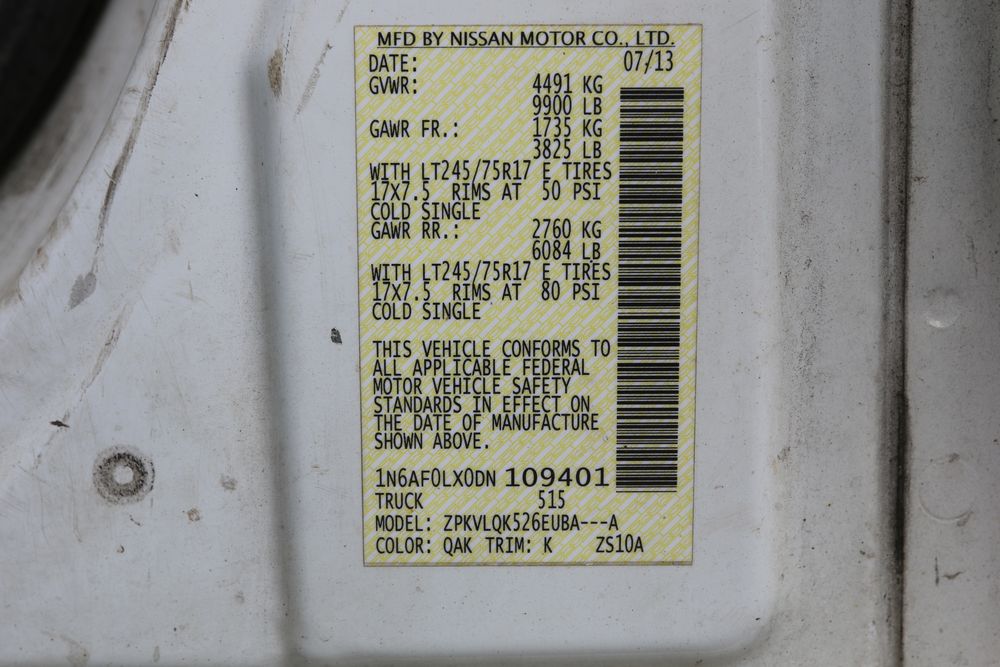 MFD BY NISSAN MOTOR CO., LTD.
DATE: 07/13
GVWR: 4491 KG
9900 LB
GAWR FR.: 1735 KG
3825 LB
WITH LT245/75R17 E TIRES
17X7.5 RIMS AT 50 PSI
COLD SINGLE
GAWR RR.: 2760 KG
6084 LB
WITH LT245/75R17 E TIRES
17X7.5 RIMS AT 80 PSI
COLD SINGLE
THIS VEHICLE CONFORMS TO
ALL APPLICABLE FEDERAL
MOTOR VEHICLE SAFETY
STANDARDS IN EFFECT ON
THE DATE OF MANUFACTURE
SHOWN ABOVE.
1N6AF0LX0DN 109401
TRUCK 515
MODEL: ZPKVLQK526EUBA---A
COLOR: QAK TRIM: K ZS10A